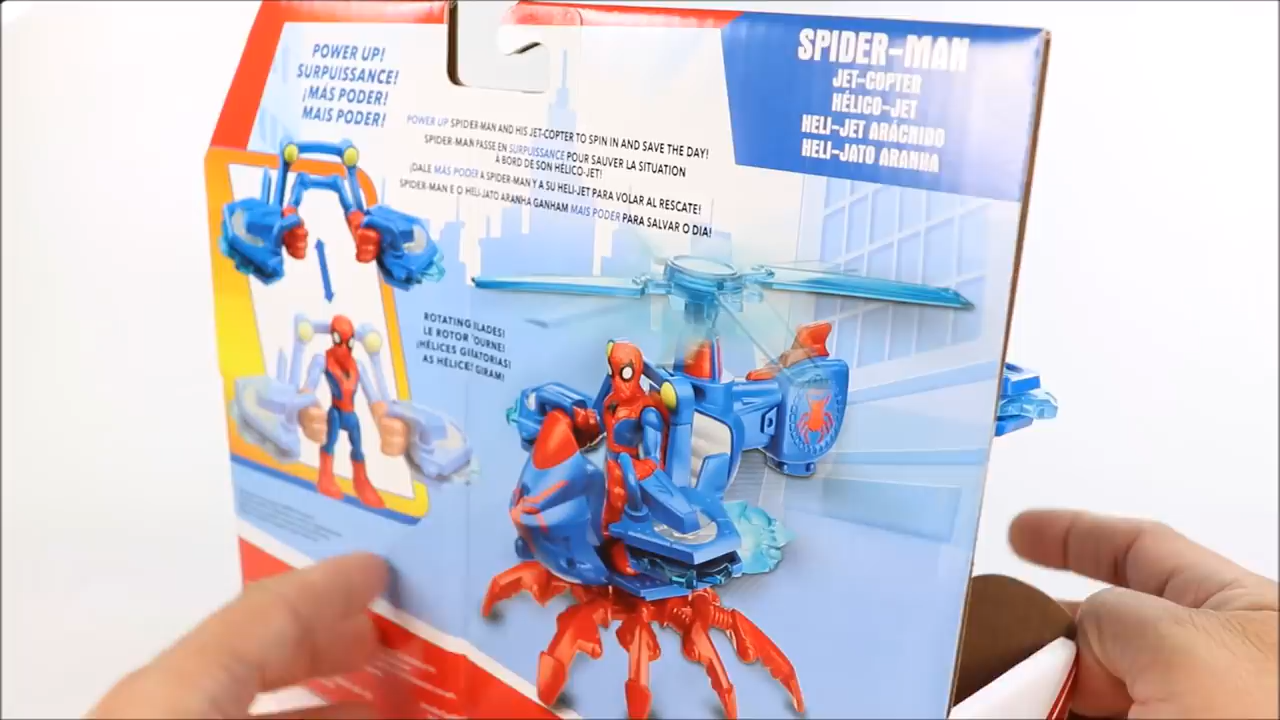 POWER UP!
SURPUISSANCE!
¡MÁS PODER!
MAIS PODER!
POWER UP SPIDER-MAN AND HIS JET-COPTER TO SPIN IN AND SAVE THE DAY!
SPIDER-MAN PASSE EN SURPUISSANCE POUR SAUVER LA SITUATION
À BORD DE SON HÉLICO-JET!
¡DALE MÁS PODER A SPIDER-MAN Y A SU HELI-JET PARA VOLAR AL RESCATE!
SPIDER-MAN E O HELI-JATO ARANHA GANHAM MAIS PODER PARA SALVAR O DIA!
SPIDER-MAN
JET-COPTER
HÉLICO-JET
HELI-JET ARÁCNIDO
HELI-JATO ARANHA
ROTATING BLADES!
LE ROTOR TOURNE!
¡HÉLICES GIRATORIAS!
AS HÉLICES GIRAM!